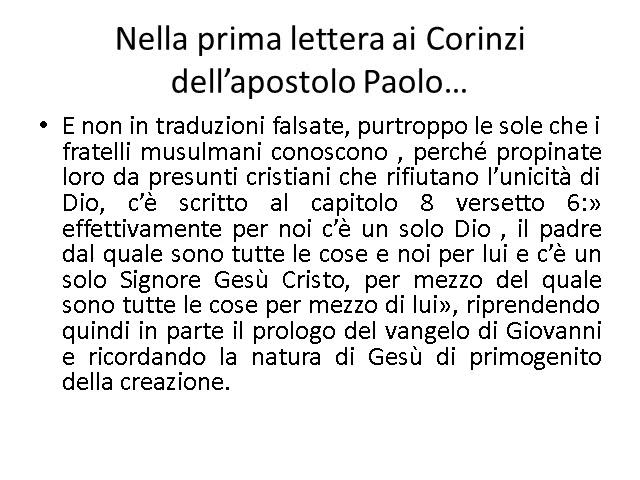 Nella prima lettera ai Corinzi
dell’apostolo Paolo…
• E non in traduzioni falsate, purtroppo le sole che i
fratelli musulmani conoscono , perché propinate
loro da presunti cristiani che rifiutano l’unicità di
Dio, c’è scritto al capitolo 8 versetto 6:»
effettivamente per noi c’è un solo Dio , il padre
dal quale sono tutte le cose e noi per lui e c’è un
solo Signore Gesù Cristo, per mezzo del quale
sono tutte le cose per mezzo di lui», riprendendo
quindi in parte il prologo del vangelo di Giovanni
e ricordando la natura di Gesù di primogenito
della creazione.